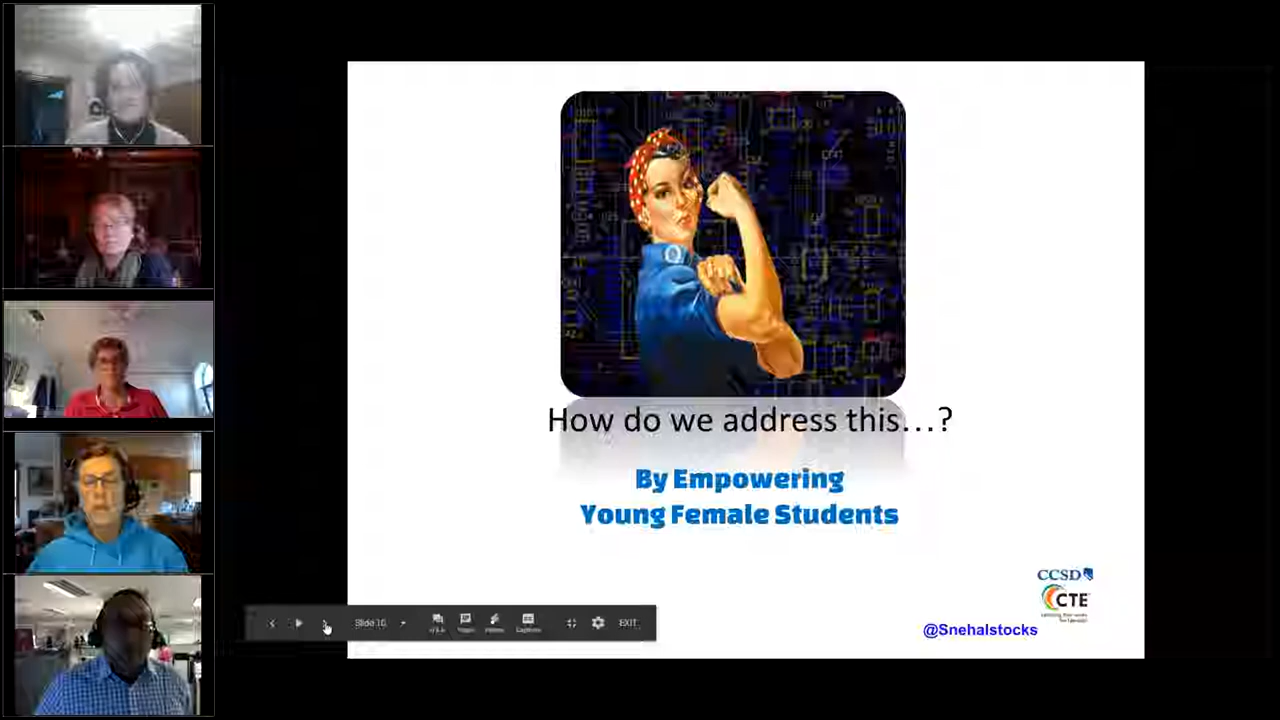 How do we address this…?
By Empowering
Young Female Students
CCSD
CTE
@Snehalstocks
Slide 10
EXIT